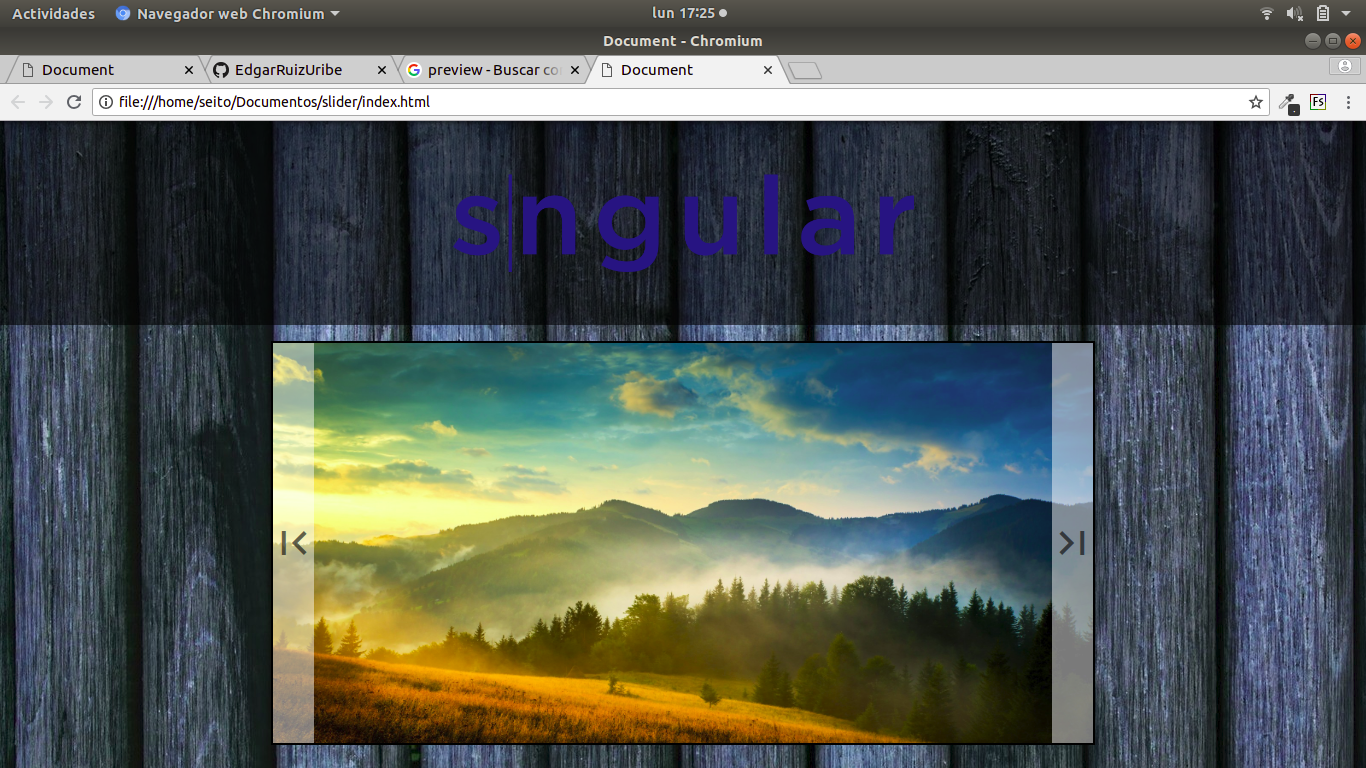 Actividades Navegador web Chromium lun 17:25
Document - Chromium
Document EdgarRuizUribe preview - Buscar co Document
file:///home/seito/Documentos/slider/index.html
Fs
s|ngular